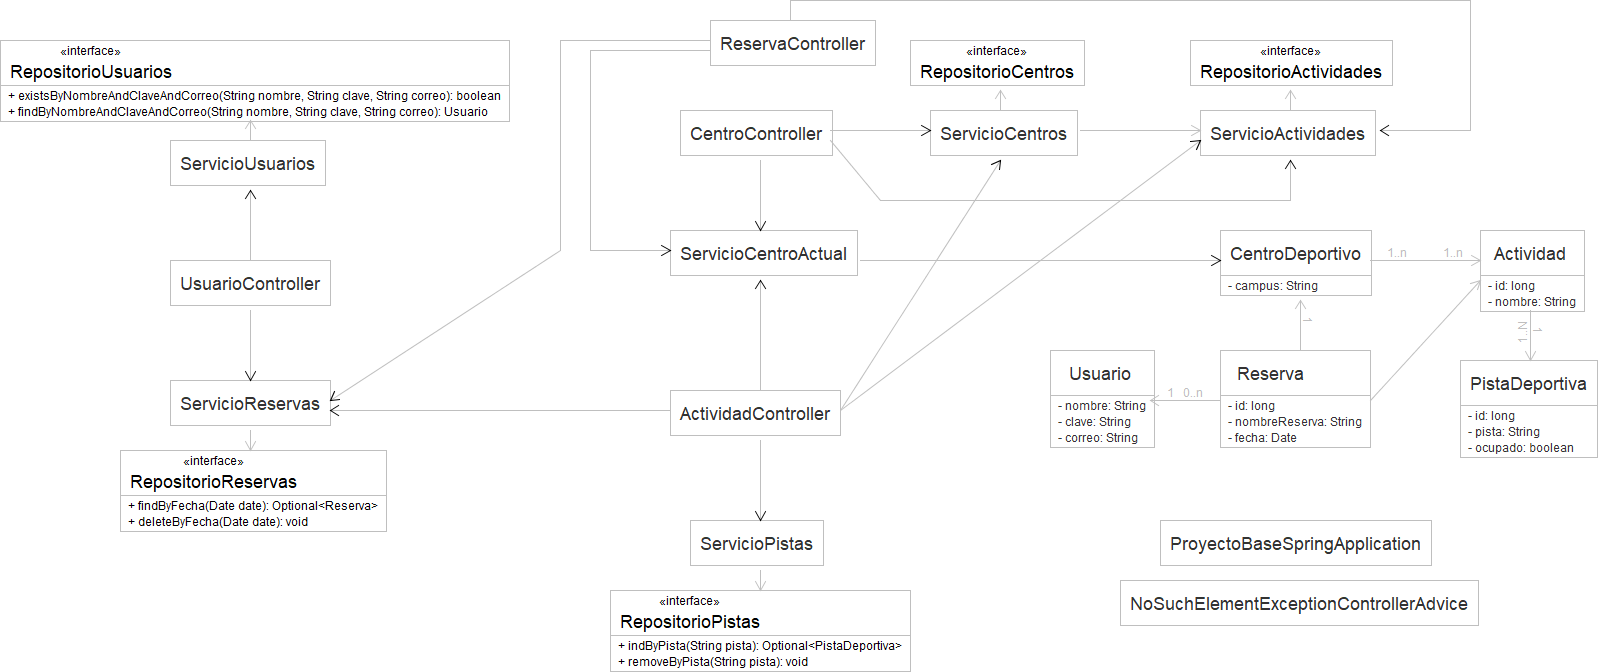 ReservaController
«interface»
RepositorioUsuarios
+ existsByNombreAndClaveAndCorreo(String nombre, String clave, String correo): boolean
+ findByNombreAndClaveAndCorreo(String nombre, String clave, String correo): Usuario
«interface»
RepositorioCentros
«interface»
RepositorioActividades
ServicioUsuarios
CentroController
ServicioCentros
ServicioActividades
UsuarioController
ServicioCentroActual
CentroDeportivo
- campus: String
1..n
1..n
Actividad
- id: long
- nombre: String
1..N
1
ServicioReservas
ActividadController
Usuario
- nombre: String
- clave: String
- correo: String
1
0..n
1
Reserva
- id: long
- nombreReserva: String
- fecha: Date
PistaDeportiva
- id: long
- pista: String
- ocupado: boolean
«interface»
RepositorioReservas
+ findByFecha(Date date): Optional<Reserva>
+ deleteByFecha(Date date): void
ServicioPistas
«interface»
RepositorioPistas
+ indByPista(String pista): Optional<PistaDeportiva>
+ removeByPista(String pista): void
ProyectoBaseSpringApplication
NoSuchElementExceptionControllerAdvice